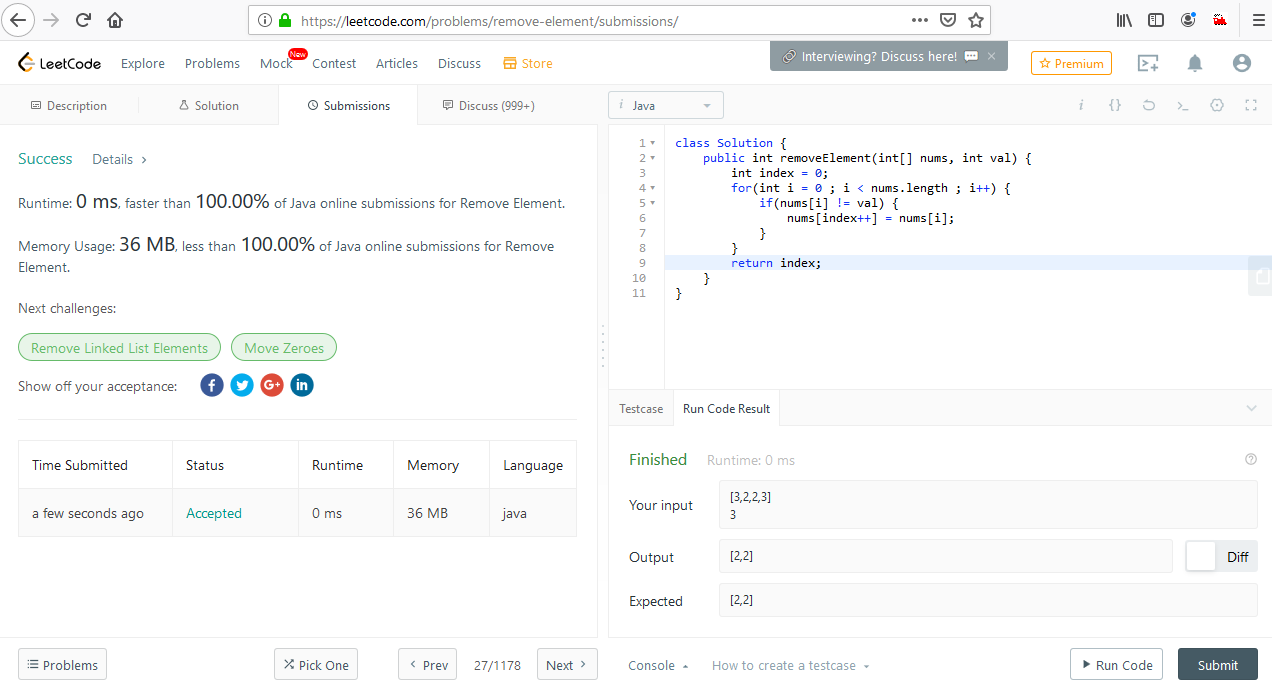 https://leetcode.com/problems/remove-element/submissions/
LeetCode Explore Problems Mock New Contest Articles Discuss Store
Interviewing? Discuss here!
Premium
Description Solution Submissions Discuss (999+)
Success Details
Runtime: 0 ms, faster than 100.00% of Java online submissions for Remove Element.
Memory Usage: 36 MB, less than 100.00% of Java online submissions for Remove
Element.
Next challenges:
Remove Linked List Elements Move Zeroes
Show off your acceptance: f G+ in
Time Submitted Status Runtime Memory Language
a few seconds ago Accepted 0 ms 36 MB java
Problems Pick One Prev 27/1178 Next
i Java i {}
1 class Solution {
2 public int removeElement(int[] nums, int val) {
3 int index = 0;
4 for(int i = 0 ; i < nums.length ; i++) {
5 if(nums[i] != val) {
6 nums[index++] = nums[i];
7 }
8 }
9 return index;
10 }
11 }
Testcase Run Code Result
Finished Runtime: 0 ms
Your input [3,2,2,3]
3
Output [2,2] Diff
Expected [2,2]
Console How to create a testcase Run Code Submit